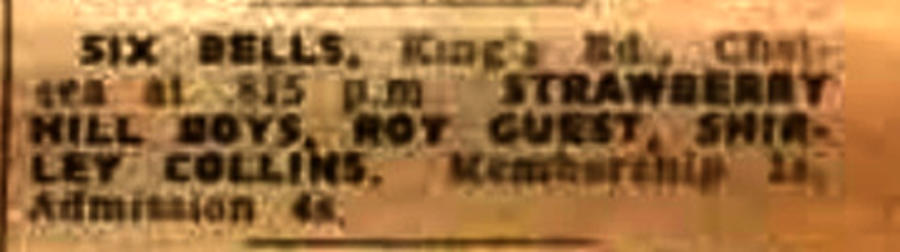 SIX BELLS, King's Rd., Chel-
sea at 8.15 p.m STRAWBERRY
HILL BOYS, ROY GUEST, SHIR-
LEY COLLINS. Membership 1s.
Admission 4s.